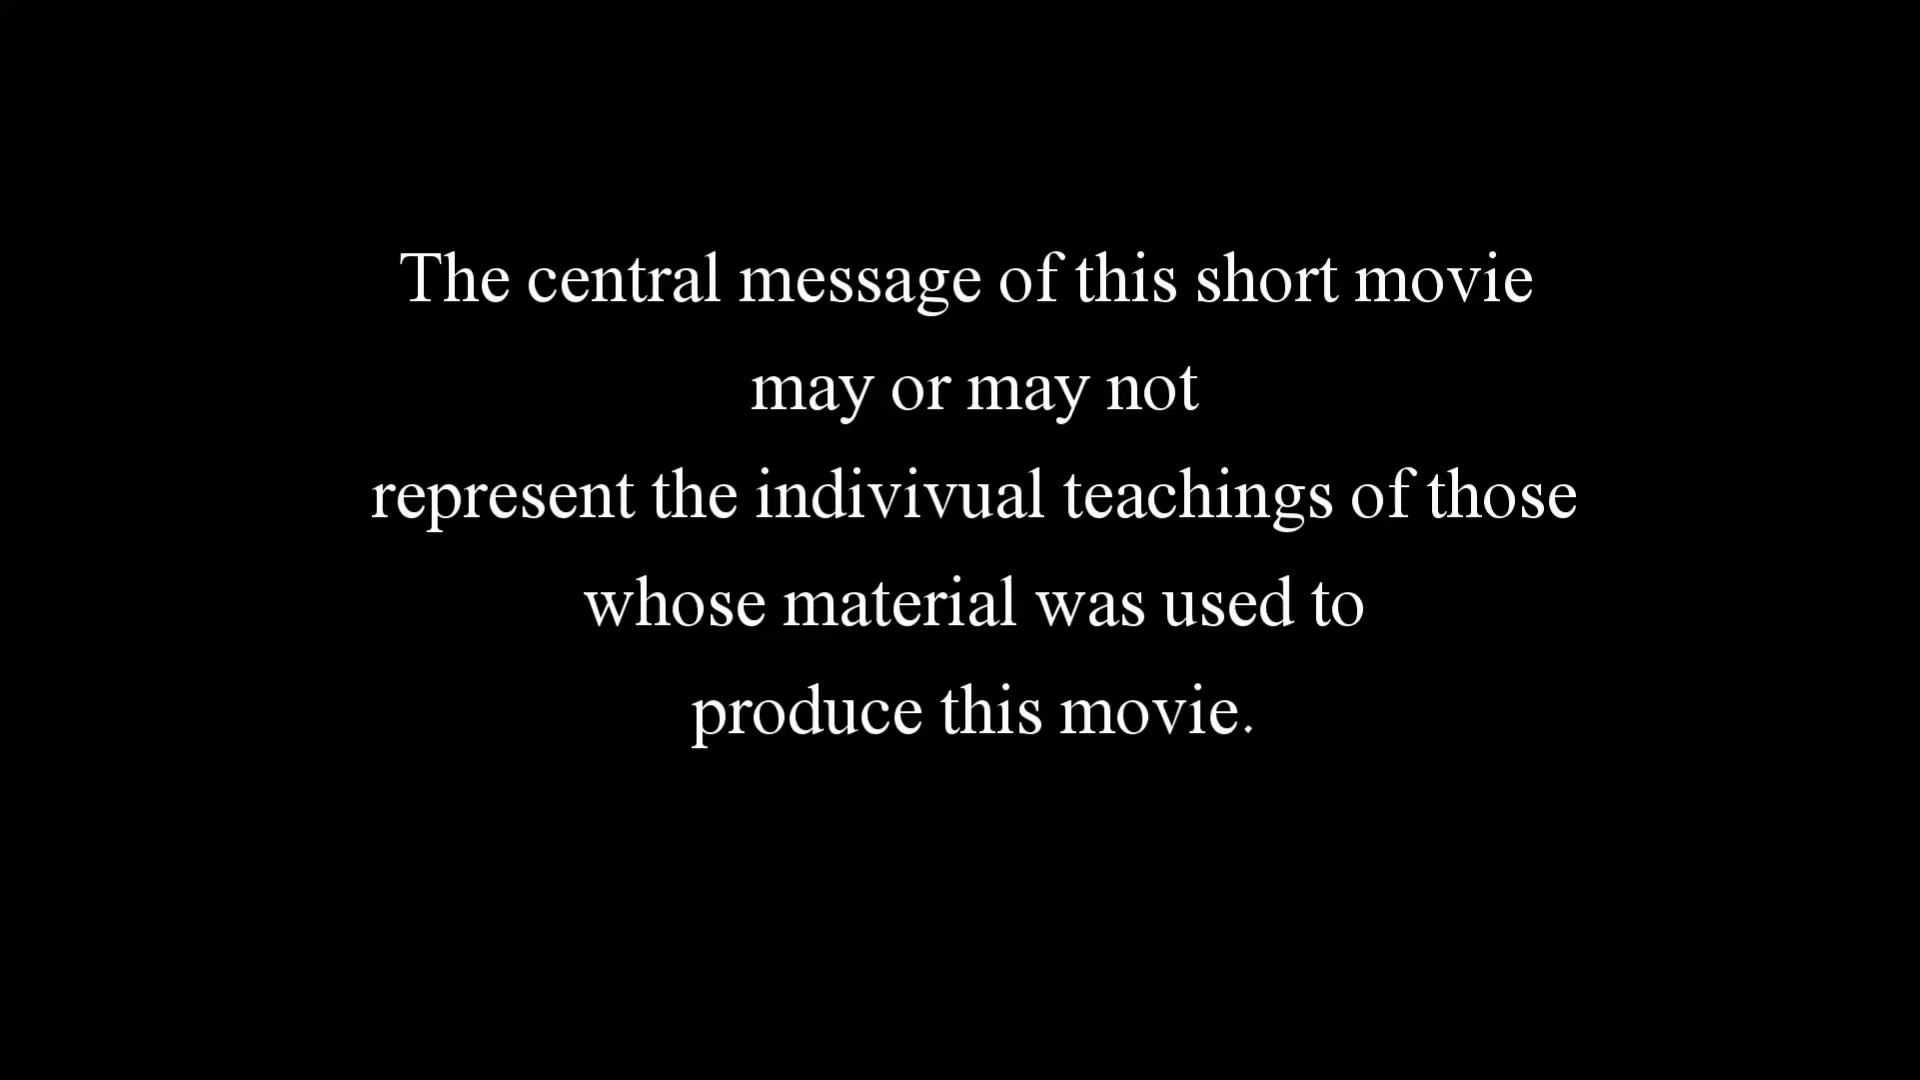 The central message of this short movie
may or may not
represent the indivivual teachings of those
whose material was used to
produce this movie.